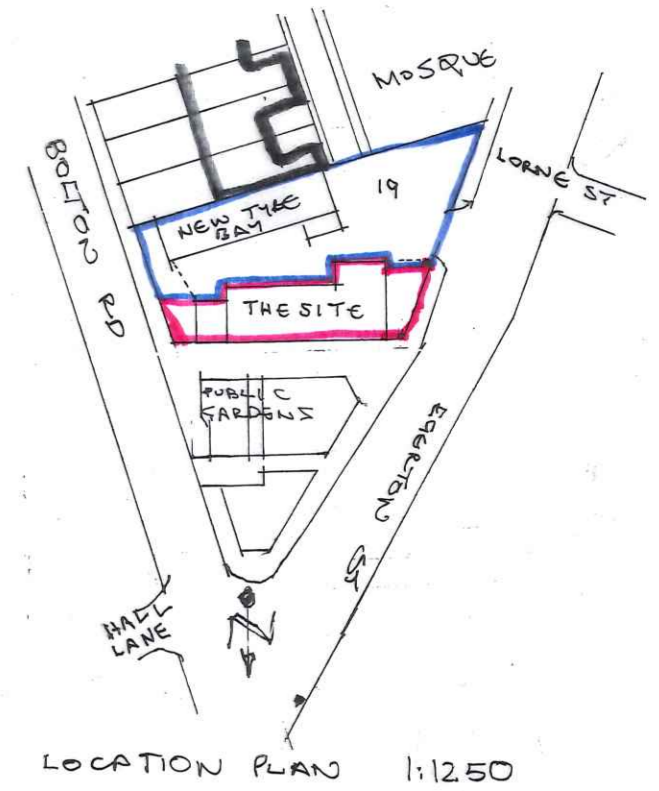 MOSQUE
BOLTON RD
LORNE ST
19
NEW TYRE
BAY
THE SITE
PUBLIC
GARDENS
EGERTON ST
HALL
LANE
N
LOCATION PLAN 1:1250